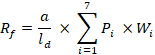 R_f = \frac{a}{l_d} \times \sum_{i=1}^{7} P_i \times W_i